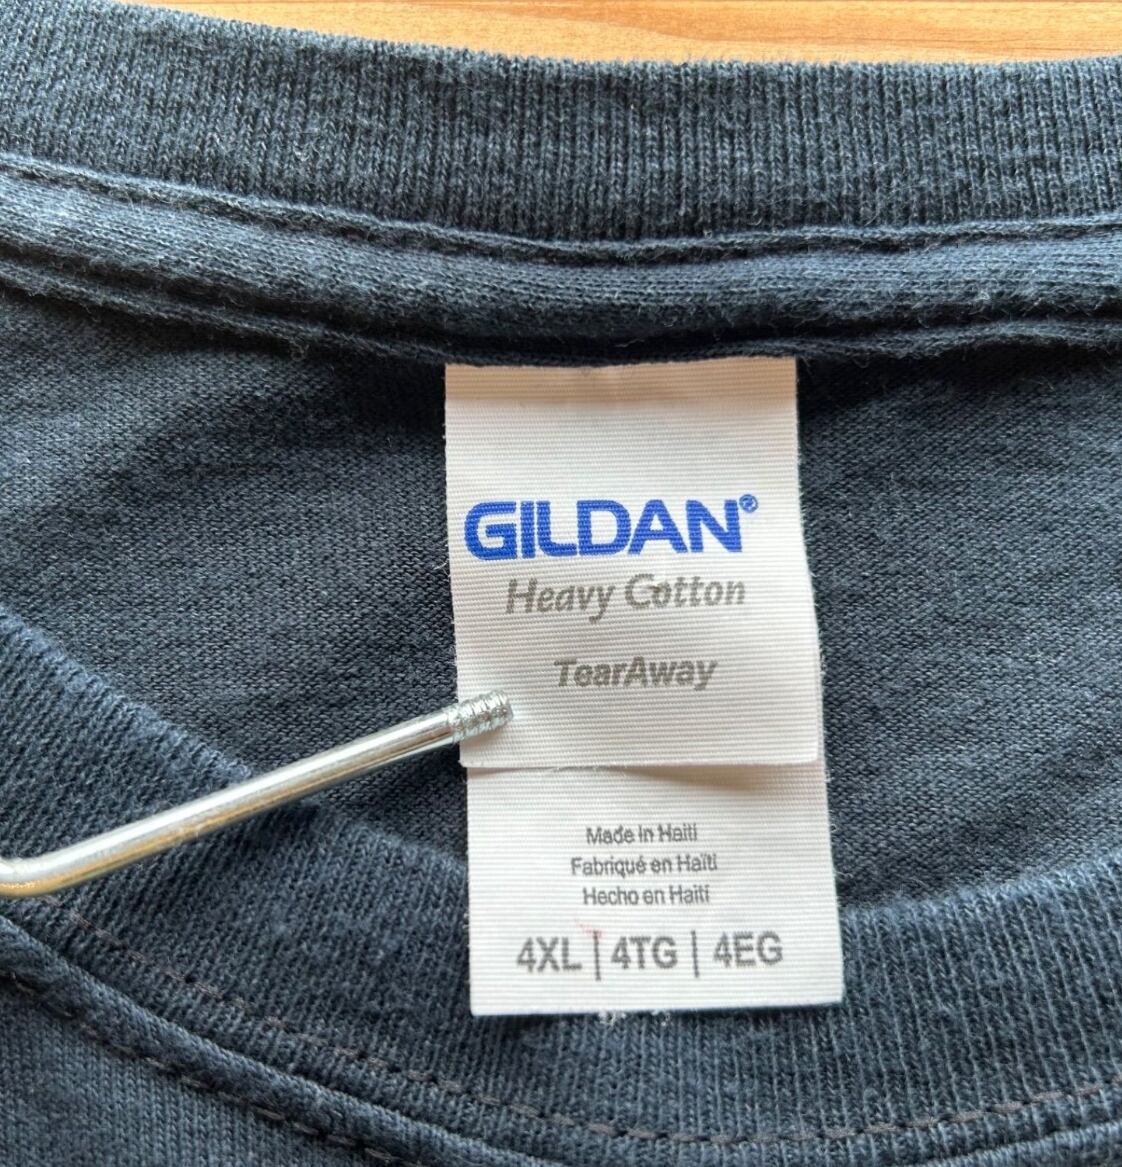 GILDAN®
Heavy Cotton
TearAway
Made in Haiti
Fabriqué en Haïti
Hecho en Haití
4XL | 4TG | 4EG